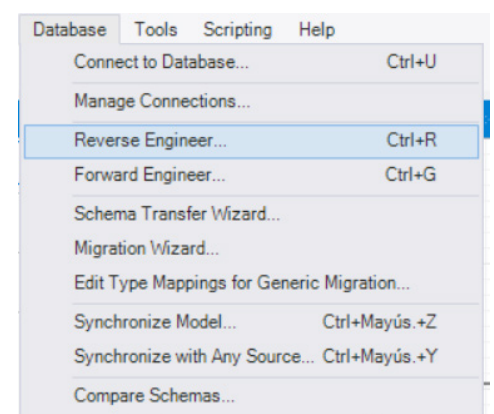 Database Tools Scripting Help
Connect to Database... Ctrl+U
Manage Connections...
Reverse Engineer... Ctrl+R
Forward Engineer... Ctrl+G
Schema Transfer Wizard...
Migration Wizard...
Edit Type Mappings for Generic Migration...
Synchronize Model... Ctrl+Mayús.+Z
Synchronize with Any Source... Ctrl+Mayús.+Y
Compare Schemas...